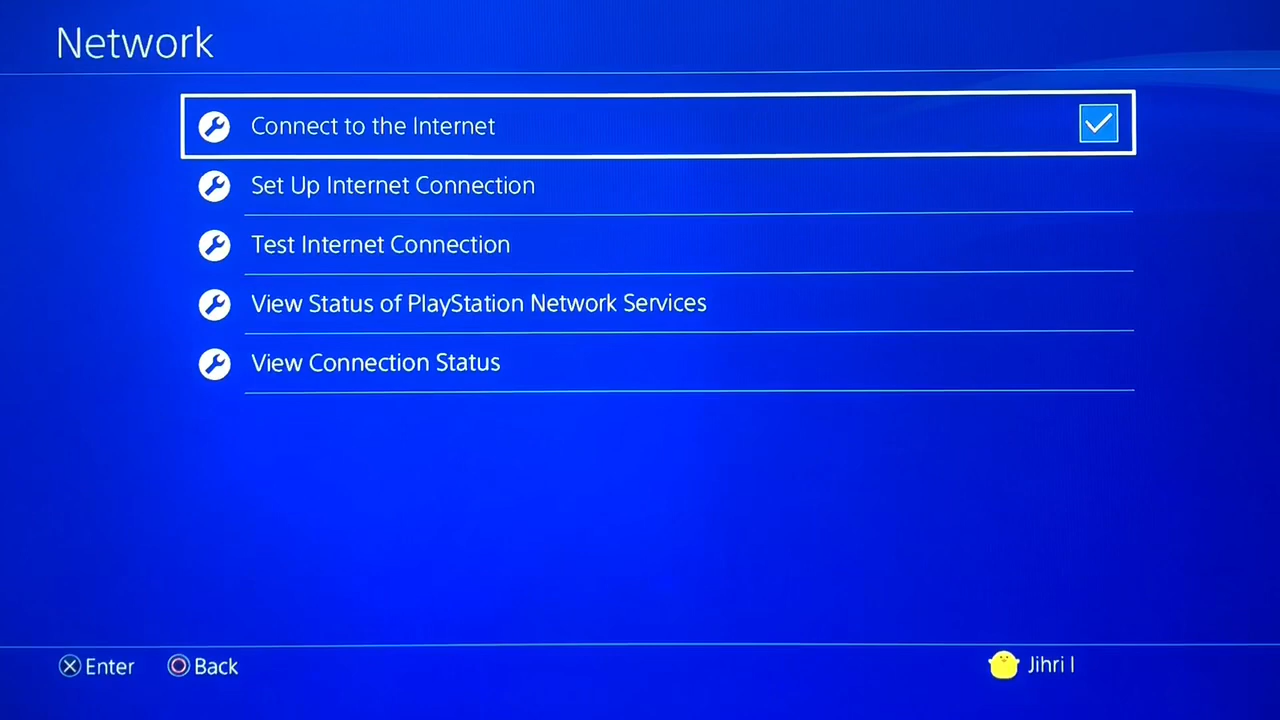 Network
Connect to the Internet
Set Up Internet Connection
Test Internet Connection
View Status of PlayStation Network Services
View Connection Status
Enter Back
Jihri I